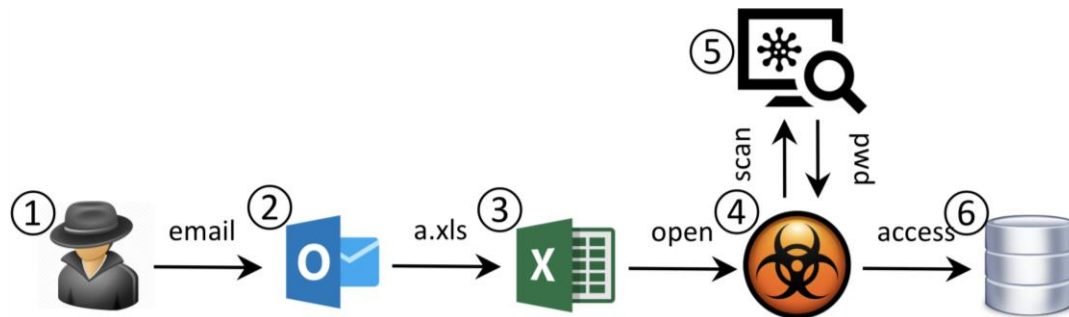 ① email
② a.xls
③ open
④ access
⑤ scan pwd
⑥
O
X